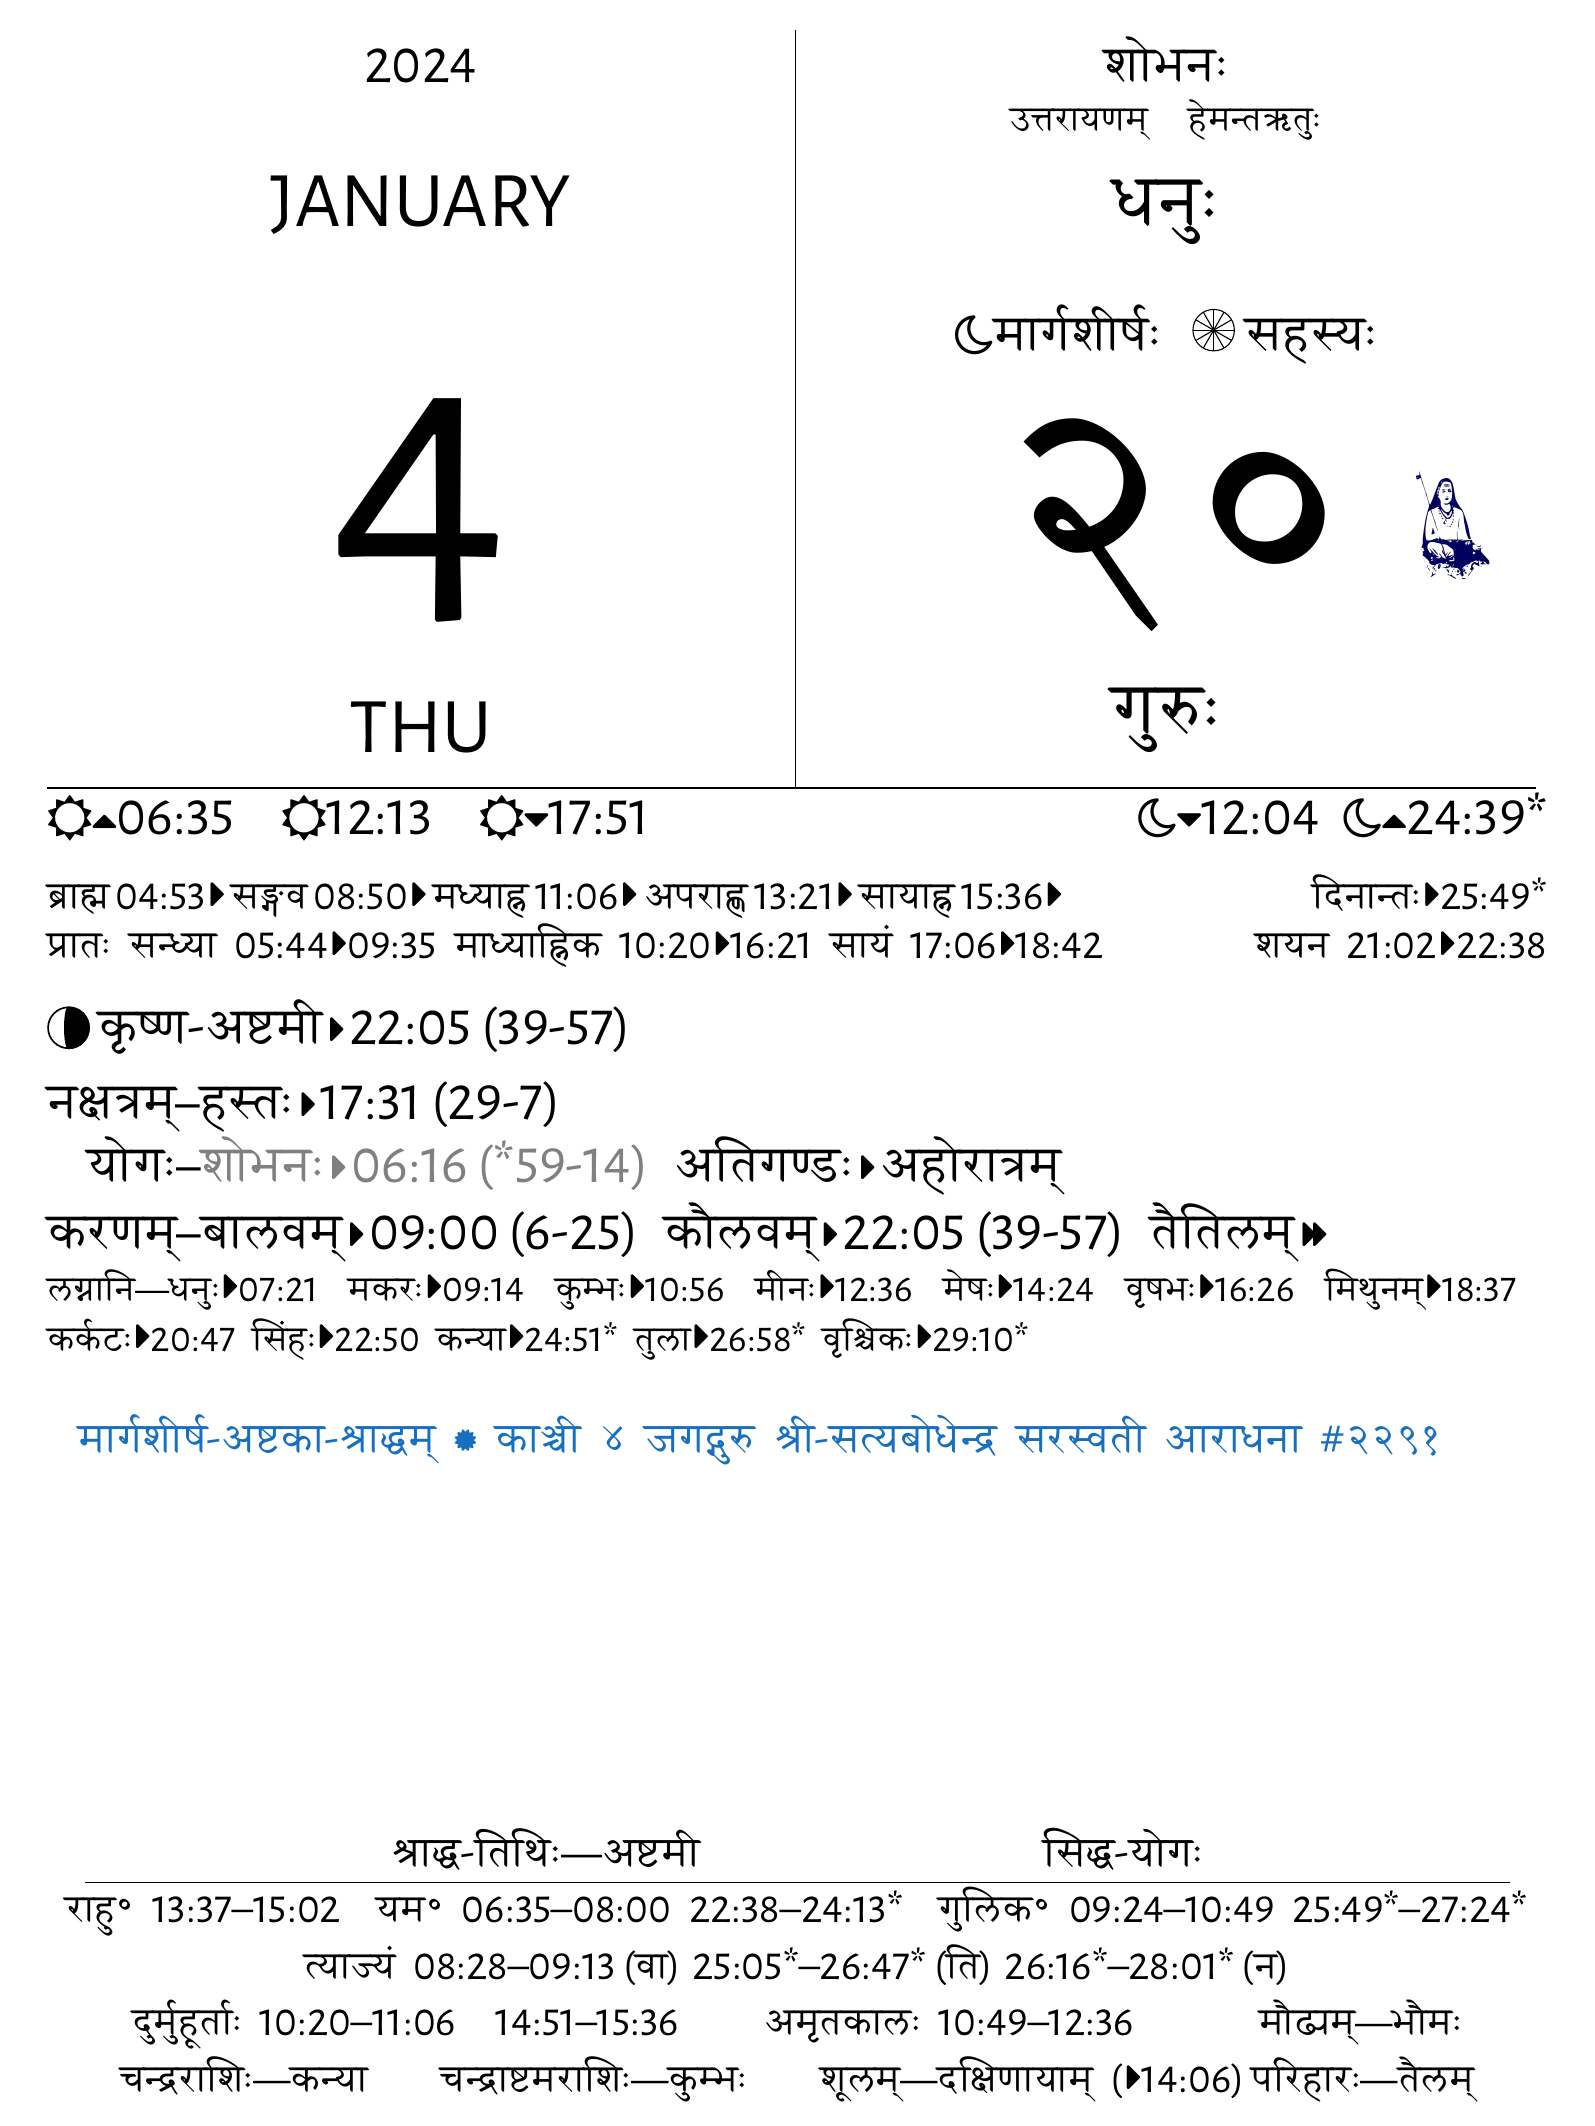 2024
JANUARY
4
THU
शोभनः
उत्तरायणम् हेमन्तऋतुः
धनुः
मार्गशीर्षः सहस्यः
२०
गुरुः
06:35 12:13 17:51 12:04 24:39*
ब्राह्म 04:53 सङ्गव 08:50 मध्याह्न 11:06 अपराह्ण 13:21 सायाह्न 15:36 दिनान्तः 25:49*
प्रातः सन्ध्या 05:44 09:35 माध्याह्निक 10:20 16:21 सायं 17:06 18:42 शयन 21:02 22:38
कृष्ण-अष्टमी 22:05 (39-57)
नक्षत्रम्–हस्तः 17:31 (29-7)
योगः–शोभनः 06:16 (*59-14) अतिगण्डः अहोरात्रम्
करणम्–बालवम् 09:00 (6-25) कौलवम् 22:05 (39-57) तैतिलम्
लग्नानि—धनुः 07:21 मकरः 09:14 कुम्भः 10:56 मीनः 12:36 मेषः 14:24 वृषभः 16:26 मिथुनम् 18:37
कर्कटः 20:47 सिंहः 22:50 कन्या 24:51* तुला 26:58* वृश्चिकः 29:10*
मार्गशीर्ष-अष्टका-श्राद्धम् ● काञ्ची ४ जगद्गुरु श्री-सत्यबोधेन्द्र सरस्वती आराधना #२२९१
श्राद्ध-तिथिः—अष्टमी सिद्ध-योगः
राहु॰ 13:37–15:02 यम॰ 06:35–08:00 22:38–24:13* गुलिक॰ 09:24–10:49 25:49*–27:24*
त्याज्यं 08:28–09:13 (वा) 25:05*–26:47* (ति) 26:16*–28:01* (न)
दुर्मुहूर्ताः 10:20–11:06 14:51–15:36 अमृतकालः 10:49–12:36 मौढ्यम्—भौमः
चन्द्रराशिः—कन्या चन्द्राष्टमराशिः—कुम्भः शूलम्—दक्षिणायाम् (14:06) परिहारः—तैलम्